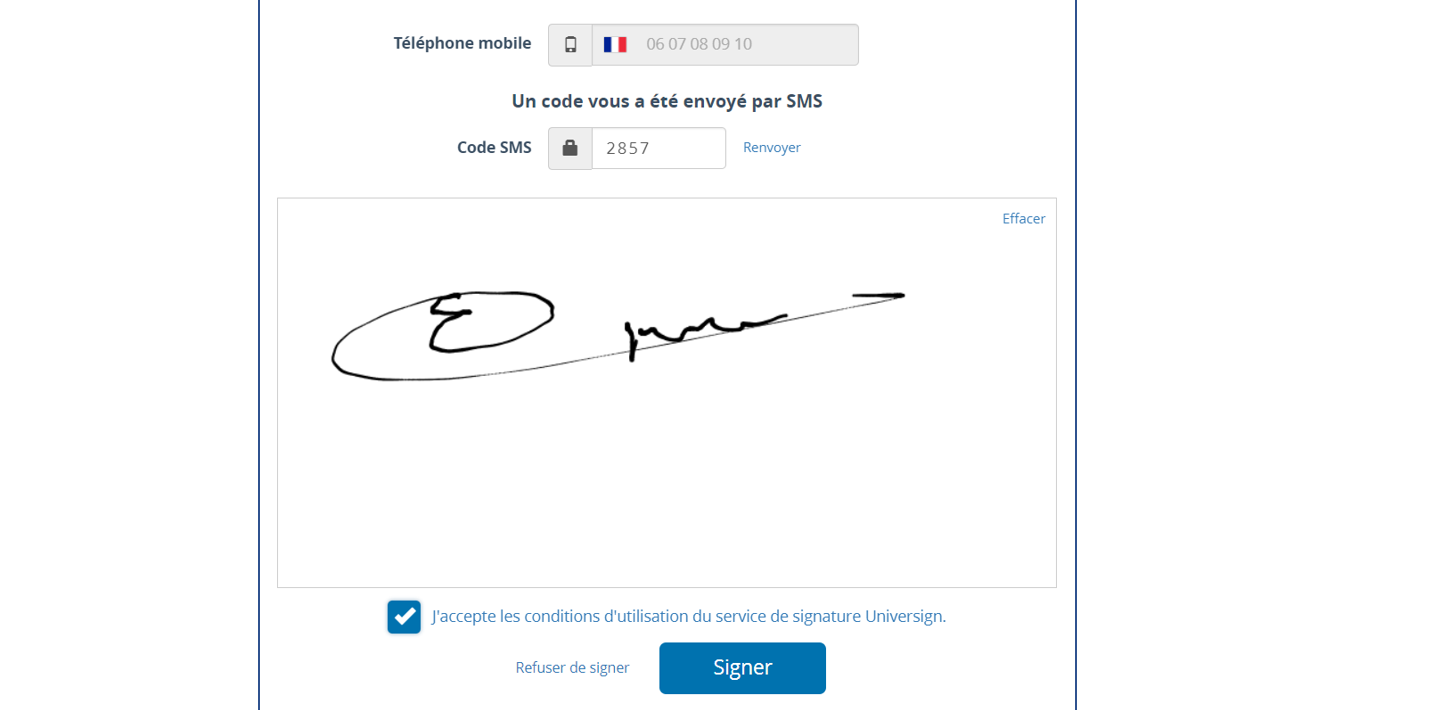 Téléphone mobile 06 07 08 09 10
Un code vous a été envoyé par SMS
Code SMS 2857 Renvoyer
Effacer
J'accepte les conditions d'utilisation du service de signature Universign.
Refuser de signer Signer